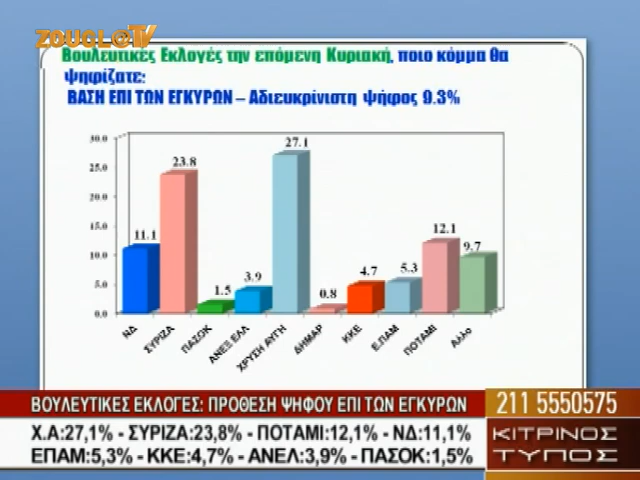 ZOUGL@TV
Βουλευτικές Εκλογές την επόμενη Κυριακή, ποιο κόμμα θα
ψηφίζατε:
ΒΑΣΗ ΕΠΙ ΤΩΝ ΕΓΚΥΡΩΝ – Αδιευκρίνιστη ψήφος 9.3%
30.0
25.0
20.0
15.0
10.0
5.0
0.0
11.1
23.8
1.5
3.9
27.1
0.8
4.7
5.3
12.1
9.7
ΝΔ
ΣΥΡΙΖΑ
ΠΑΣΟΚ
ΑΝΕΞ ΕΛΛ
ΧΡΥΣΗ ΑΥΓΗ
ΔΗΜΑΡ
ΚΚΕ
Ε.ΠΑΜ
ΠΟΤΑΜΙ
Αλλο
ΒΟΥΛΕΥΤΙΚΕΣ ΕΚΛΟΓΕΣ: ΠΡΟΘΕΣΗ ΨΗΦΟΥ ΕΠΙ ΤΩΝ ΕΓΚΥΡΩΝ
211 5550575
Χ.Α:27,1% - ΣΥΡΙΖΑ:23,8% - ΠΟΤΑΜΙ:12,1% - ΝΔ:11,1%
ΕΠΑΜ:5,3% - ΚΚΕ:4,7% - ΑΝΕΛ:3,9% - ΠΑΣΟΚ:1,5%
ΚΙΤΡΙΝΟΣ
ΤΥΠΟΣ